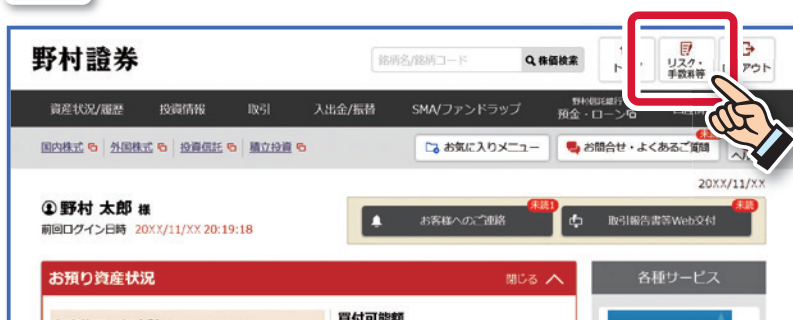 野村證券
銘柄名/銘柄コード
株価検索
リスク・
手数料等
アウト
資産状況/履歴
投資情報
取引
入出金/振替
SMA/ファンドラップ
野村信託銀行
預金・ローン
国内株式
外国株式
投資信託
積立投資
お気に入りメニュー
お問合せ・よくあるご質問
20XX/11/XX
①野村 太郎 様
前回ログイン日時 20XX/11/XX 20:19:18
お客様へのご連絡
未読1
取引報告書等Web交付
未読
お預り資産状況
閉じる
各種サービス
買付可能額